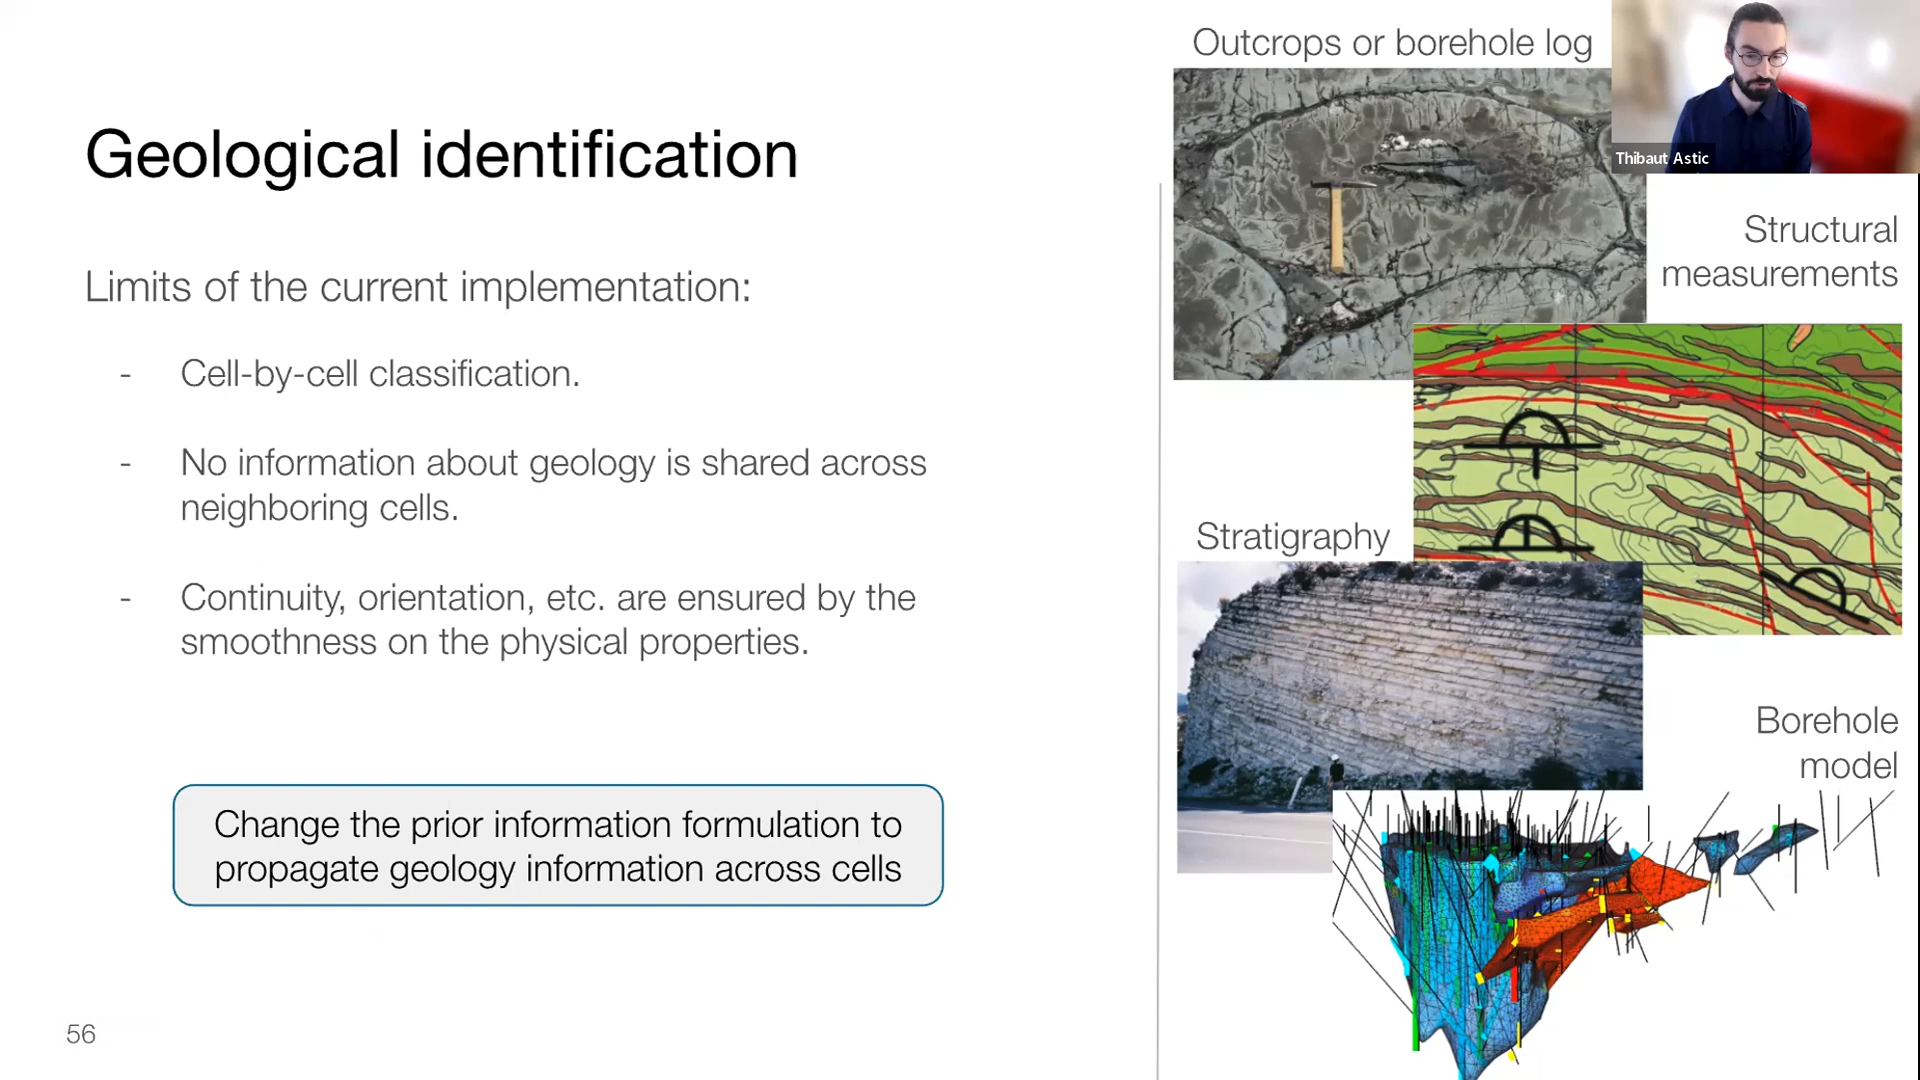 Outcrops or borehole log
Thibaut Astic
Geological identification
Structural
measurements
Limits of the current implementation:
- Cell-by-cell classification.
- No information about geology is shared across
neighboring cells.
Stratigraphy
- Continuity, orientation, etc. are ensured by the
smoothness on the physical properties.
Borehole
model
Change the prior information formulation to
propagate geology information across cells
56